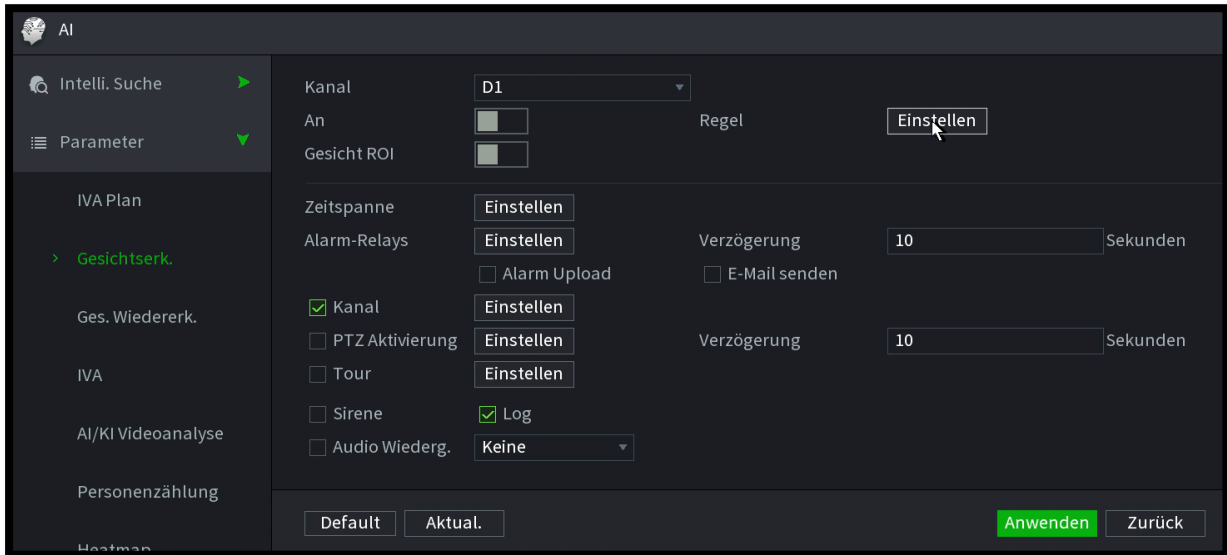 AI
Intelli. Suche
Parameter
IVA Plan
Gesichtserk.
Ges. Wiedererk.
IVA
AI/KI Videoanalyse
Personenzählung
Heatmap
Kanal D1
An Regel Einstellen
Gesicht ROI
Zeitspanne Einstellen
Alarm-Relays Einstellen Verzögerung 10 Sekunden
Alarm Upload E-Mail senden
Kanal Einstellen
PTZ Aktivierung Einstellen Verzögerung 10 Sekunden
Tour Einstellen
Sirene Log
Audio Wiederg. Keine
Default Aktual. Anwenden Zurück